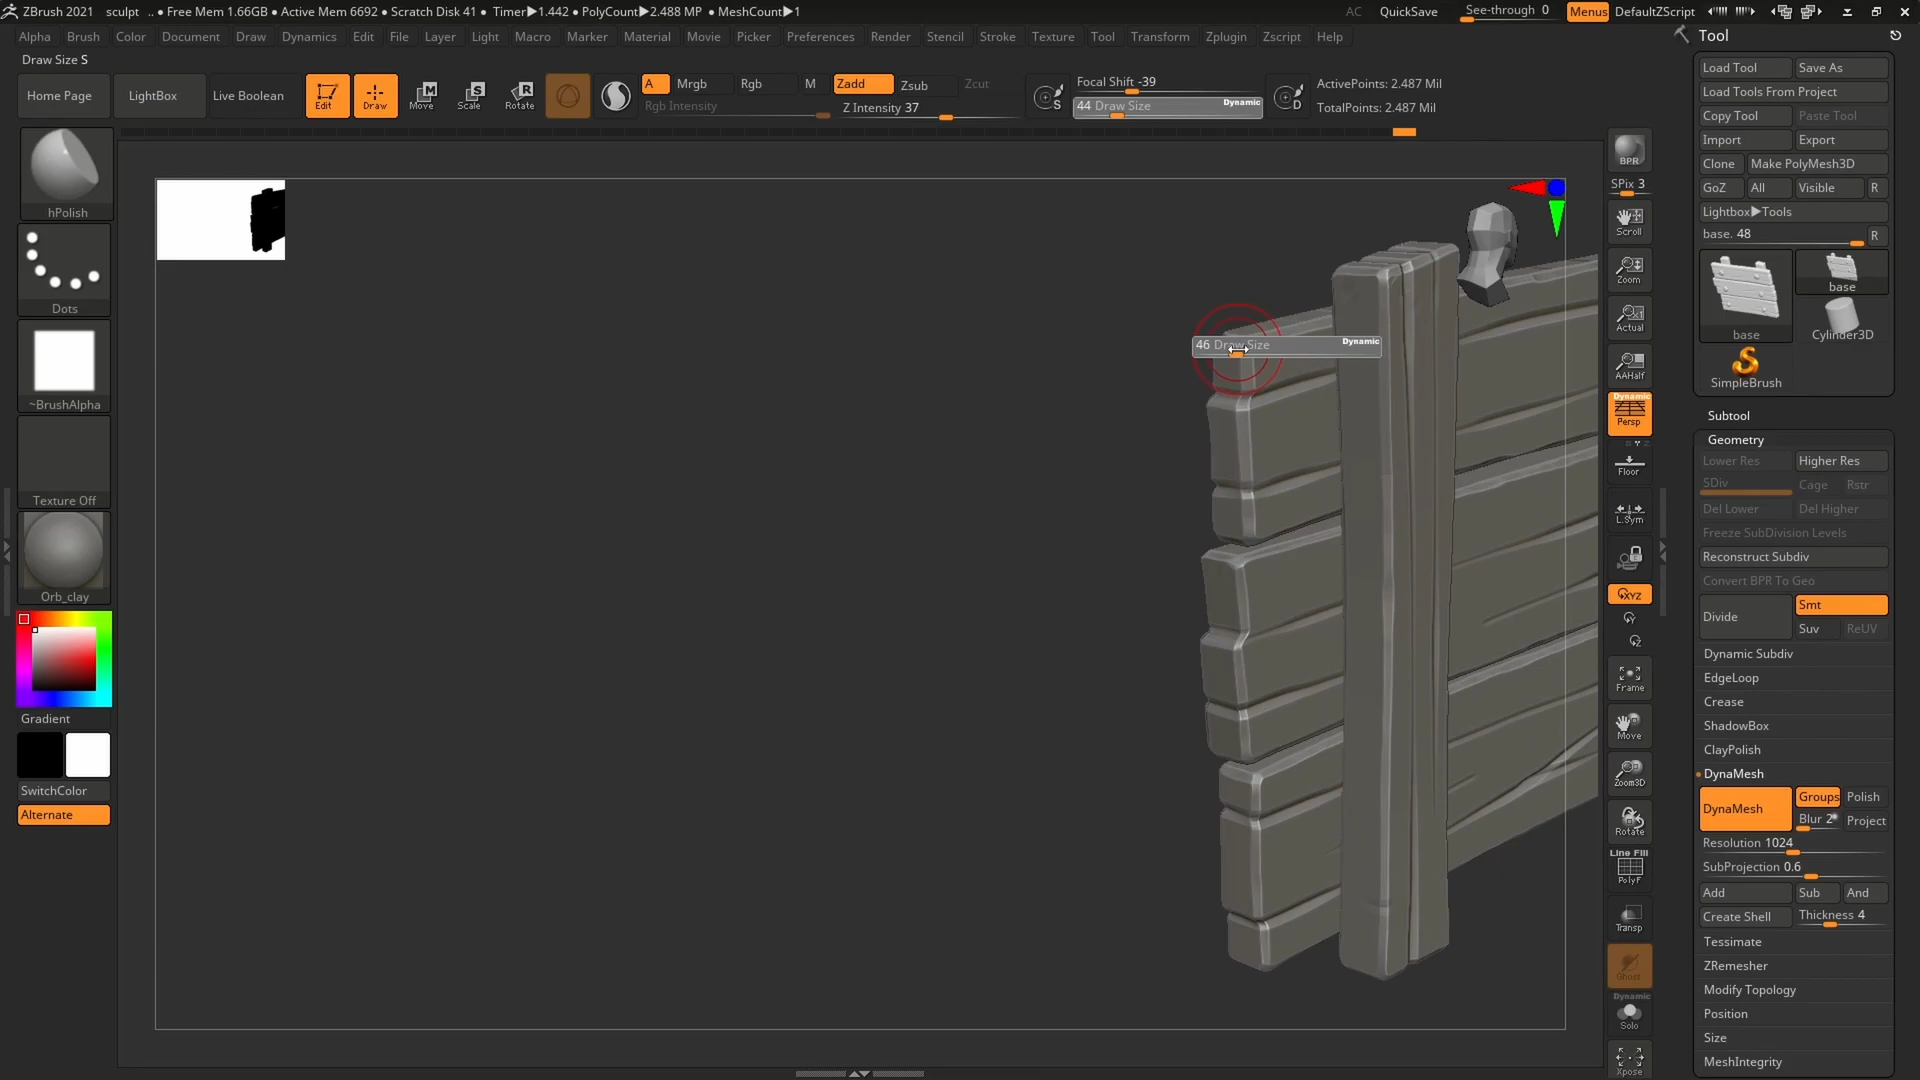 ZBrush 2021 sculpt .. • Free Mem 1.66GB • Active Mem 6692 • Scratch Disk 41 • Timer▶1.442 • PolyCount▶2.488 MP • MeshCount▶1 AC QuickSave See-through 0 Menus DefaultZScript
Alpha Brush Color Document Draw Dynamics Edit File Layer Light Macro Marker Material Movie Picker Preferences Render Stencil Stroke Texture Tool Transform Zplugin Zscript Help
Tool
Draw Size S
Home Page LightBox Live Boolean Edit Draw Move Scale Rotate A Mrgb Rgb M Zadd Zsub Zcut Focal Shift -39 ActivePoints: 2.487 Mil
Rgb Intensity Z Intensity 37 S 44 Draw Size Dynamic D TotalPoints: 2.487 Mil
hPolish
Dots
~BrushAlpha
Texture Off
Orb_clay
Gradient
SwitchColor
Alternate
46 Draw Size Dynamic
BPR
SPix 3
Scroll
Zoom
Actual
AAHalf
Dynamic
Persp
Floor
L.Sym
XYZ
Frame
Move
Zoom3D
Rotate
Line Fill
PolyF
Transp
Ghost
Dynamic
Solo
Xpose
Load Tool Save As
Load Tools From Project
Copy Tool Paste Tool
Import Export
Clone Make PolyMesh3D
GoZ All Visible R
Lightbox▶Tools
base. 48 R
base
base Cylinder3D
SimpleBrush
Subtool
Geometry
Lower Res Higher Res
SDiv Cage Rstr
Del Lower Del Higher
Freeze SubDivision Levels
Reconstruct Subdiv
Convert BPR To Geo
Divide Smt
Suv ReUV
Dynamic Subdiv
EdgeLoop
Crease
ShadowBox
ClayPolish
DynaMesh
DynaMesh Groups Polish
Blur 2 Project
Resolution 1024
SubProjection 0.6
Add Sub And
Create Shell Thickness 4
Tessimate
ZRemesher
Modify Topology
Position
Size
MeshIntegrity